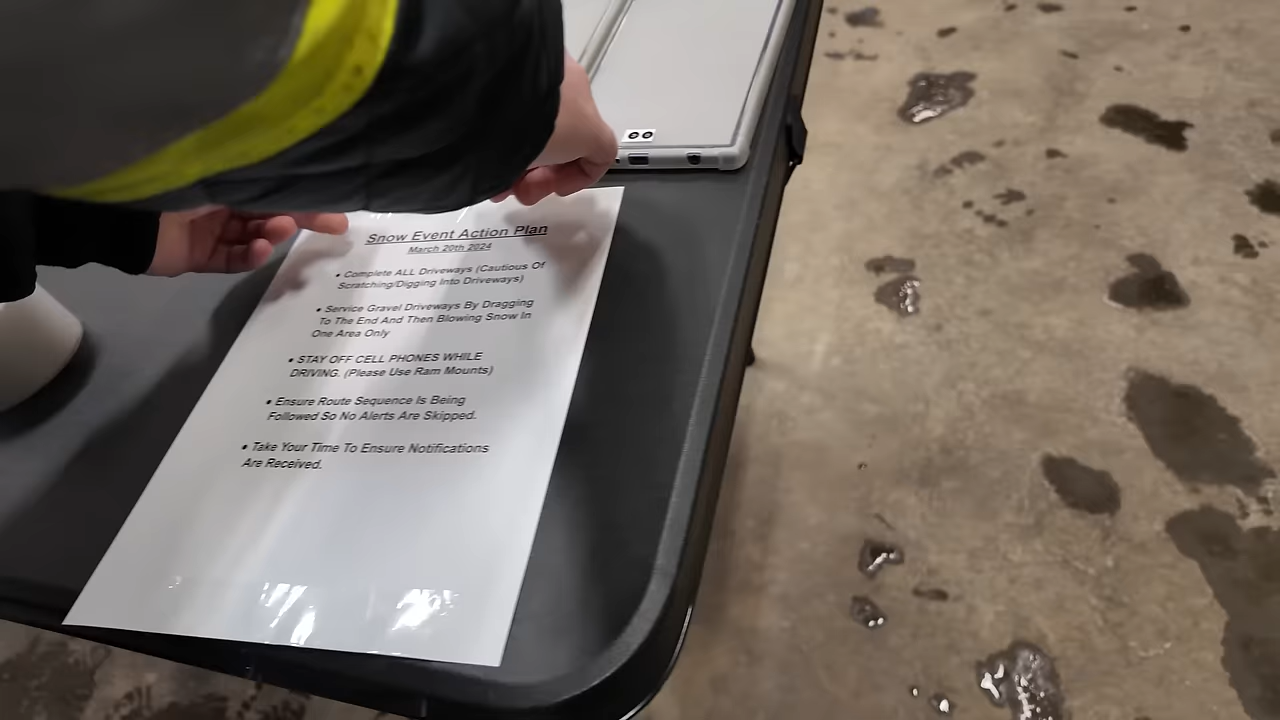 Snow Event Action Plan
March 20th 2024
• Complete ALL Driveways (Cautious Of
Scratching/Digging Into Driveways)
• Service Gravel Driveways By Dragging
To The End And Then Blowing Snow In
One Area Only
• STAY OFF CELL PHONES WHILE
DRIVING. (Please Use Ram Mounts)
• Ensure Route Sequence Is Being
Followed So No Alerts Are Skipped.
• Take Your Time To Ensure Notifications
Are Received.